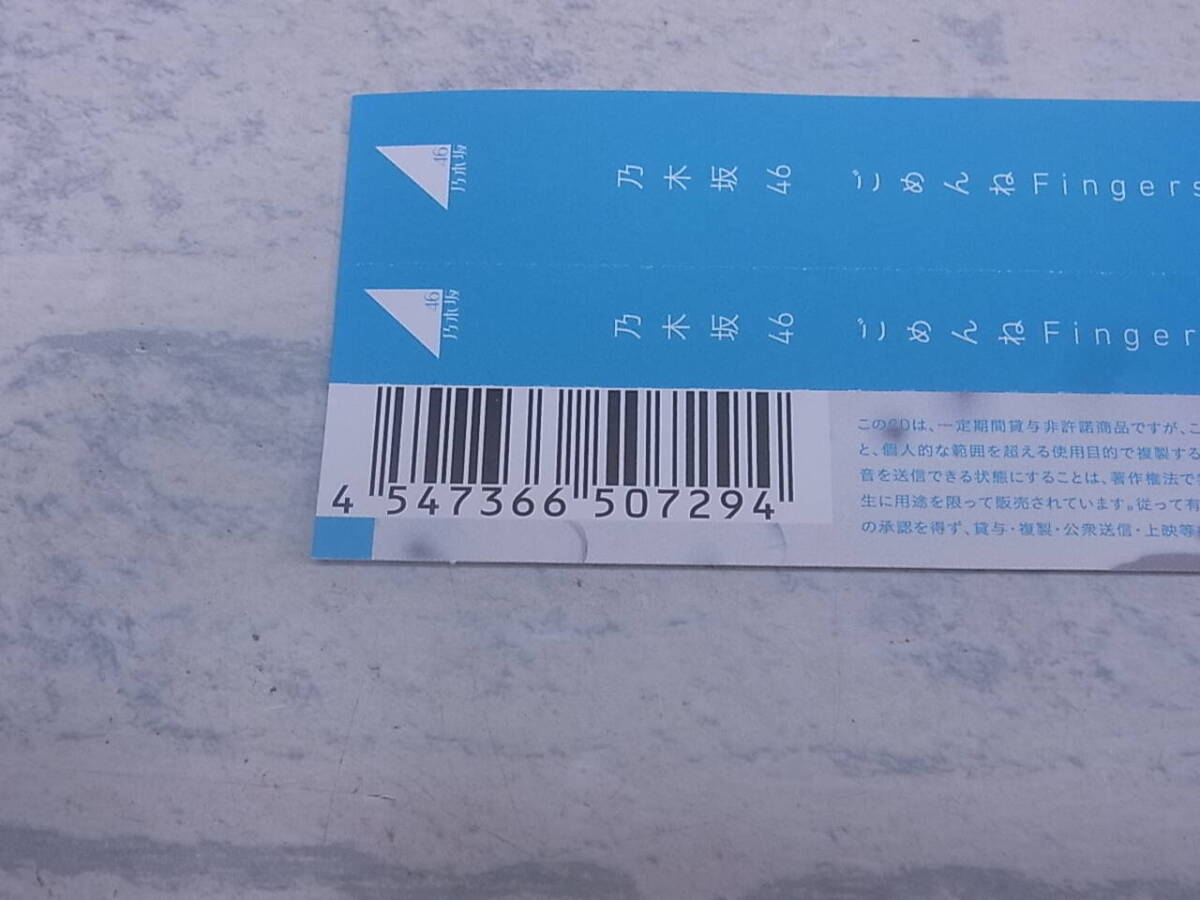 46
乃木坂
乃木坂46 ごめんねFingers
46
乃木坂
乃木坂46 ごめんねFinger
4 547366 507294
このCDは、一定期間貸与非許諾商品ですが、こ
と、個人的な範囲を超える使用目的で複製する
音を送信できる状態にすることは、著作権法で
生に用途を限って販売されています。従って有
の承認を得ず、貸与・複製・公衆送信・上映等